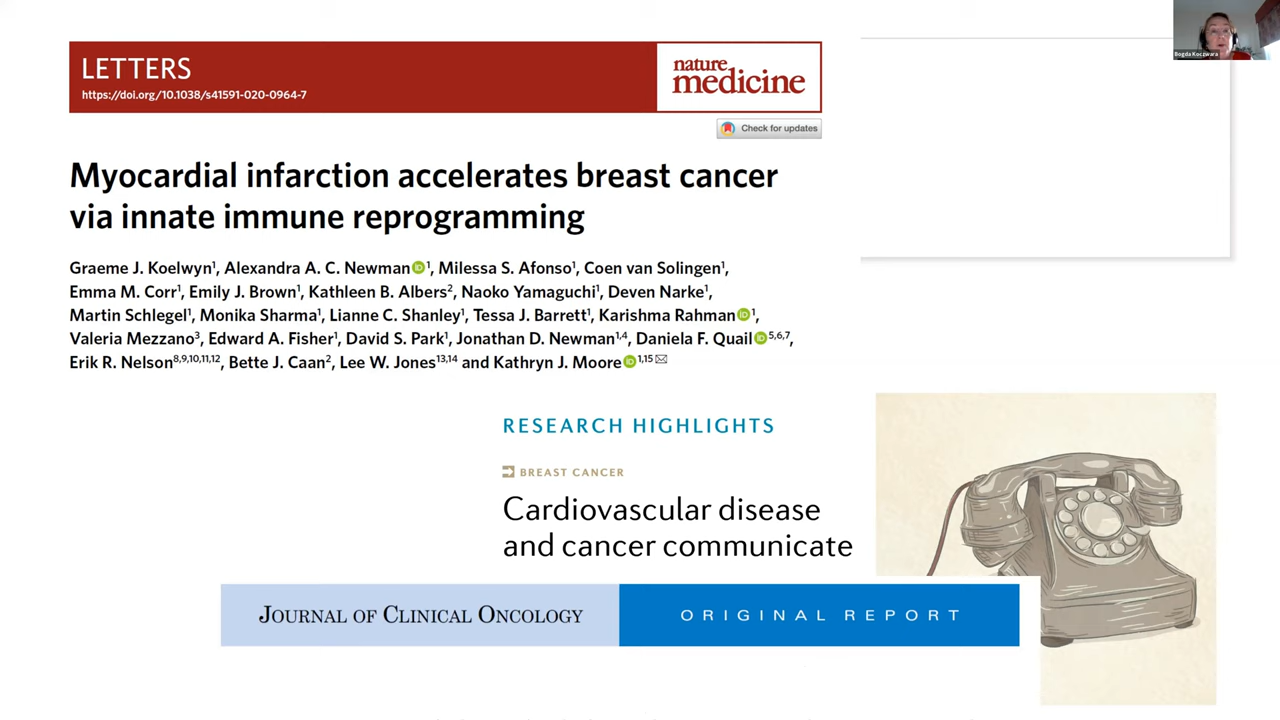 LETTERS
https://doi.org/10.1038/s41591-020-0964-7
nature
medicine
Check for updates
Myocardial infarction accelerates breast cancer
via innate immune reprogramming
Graeme J. Koelwyn1, Alexandra A. C. Newman1, Milessa S. Afonso1, Coen van Solingen1,
Emma M. Corr1, Emily J. Brown1, Kathleen B. Albers2, Naoko Yamaguchi1, Deven Narke1,
Martin Schlegel1, Monika Sharma1, Lianne C. Shanley1, Tessa J. Barrett1, Karishma Rahman1,
Valeria Mezzano3, Edward A. Fisher1, David S. Park1, Jonathan D. Newman1,4, Daniela F. Quail5,6,7,
Erik R. Nelson8,9,10,11,12, Bette J. Caan2, Lee W. Jones13,14 and Kathryn J. Moore1,15
RESEARCH HIGHLIGHTS
BREAST CANCER
Cardiovascular disease
and cancer communicate
JOURNAL OF CLINICAL ONCOLOGY
ORIGINAL REPORT
Bogda Koczwara